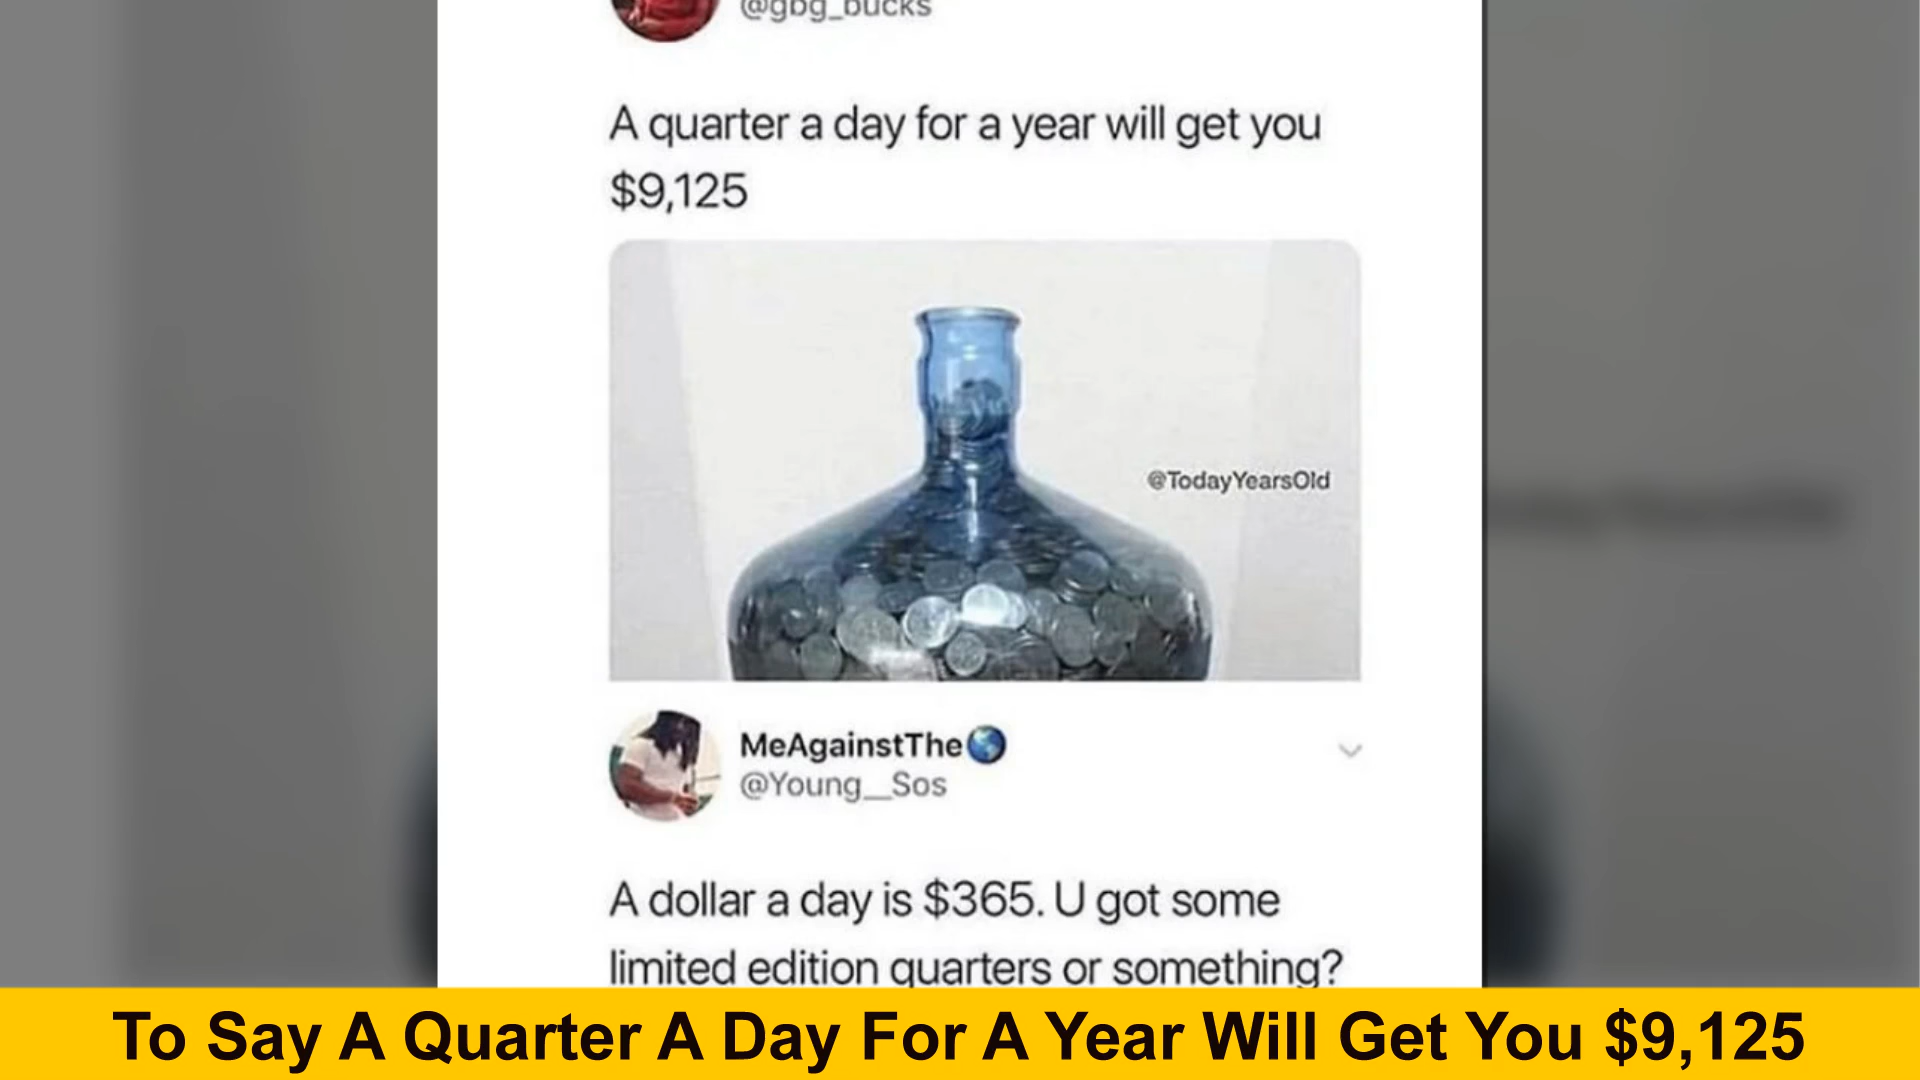 @gbg_bucks
A quarter a day for a year will get you
$9,125
@TodayYearsOld
MeAgainstThe🌎
@Young__Sos
A dollar a day is $365. U got some
limited edition quarters or something?
To Say A Quarter A Day For A Year Will Get You $9,125